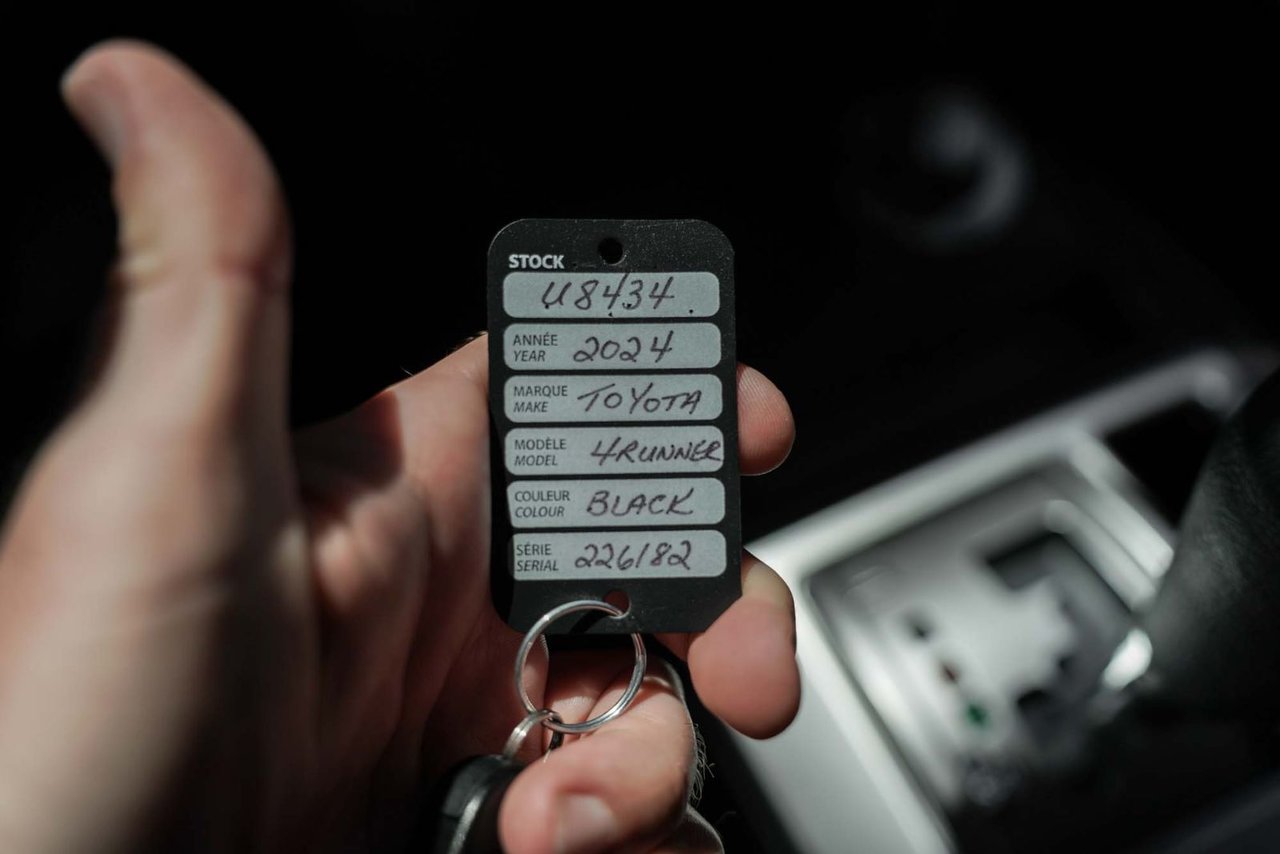 STOCK
U8434
ANNÉE
YEAR 2024
MARQUE
MAKE TOYOTA
MODÈLE
MODEL 4RUNNER
COULEUR
COLOUR BLACK
SÉRIE
SERIAL 226182